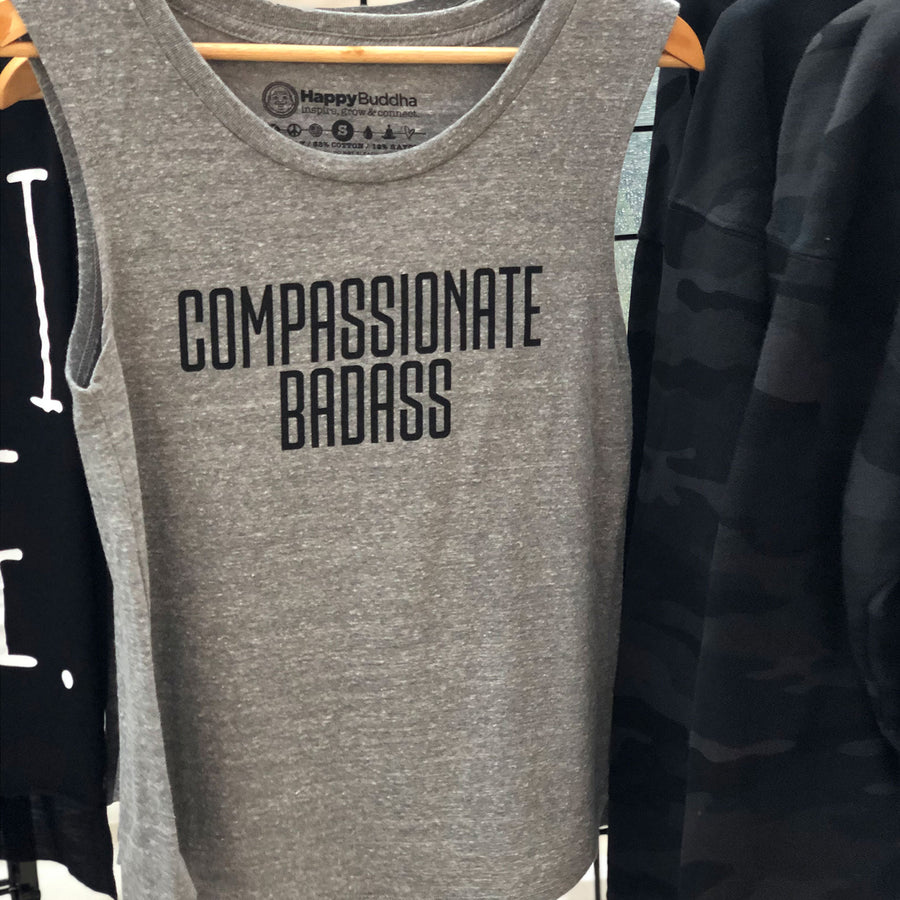 HappyBuddha
inspire, grow & connect.
S
COMPASSIONATE
BADASS